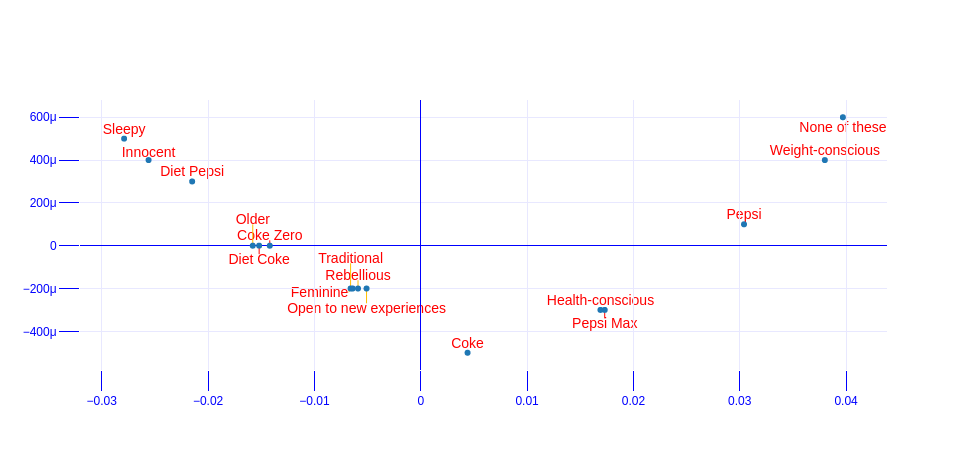 600μ
Sleepy
None of these
400μ
Innocent
Weight-conscious
Diet Pepsi
200μ
Older
Pepsi
Coke Zero
0
Diet Coke
Traditional
Rebellious
−200μ
Feminine
Health-conscious
Open to new experiences
Pepsi Max
−400μ
Coke
−0.03
−0.02
−0.01
0
0.01
0.02
0.03
0.04